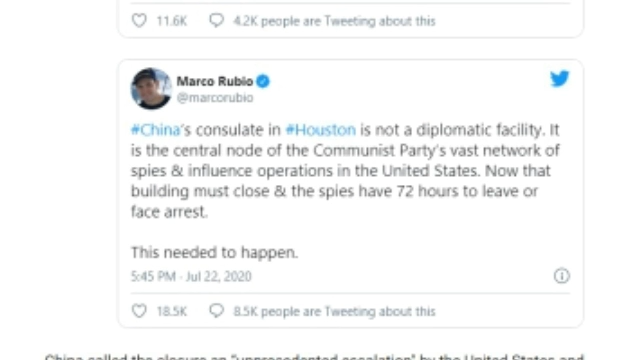 11.6K 4.2K people are Tweeting about this
Marco Rubio
@marcorubio
#China's consulate in #Houston is not a diplomatic facility. It
is the central node of the Communist Party's vast network of
spies & influence operations in the United States. Now that
building must close & the spies have 72 hours to leave or
face arrest.
This needed to happen.
5:45 PM · Jul 22, 2020
18.5K 8.5K people are Tweeting about this
China called the closure an "unprecedented escalation" by the United States and